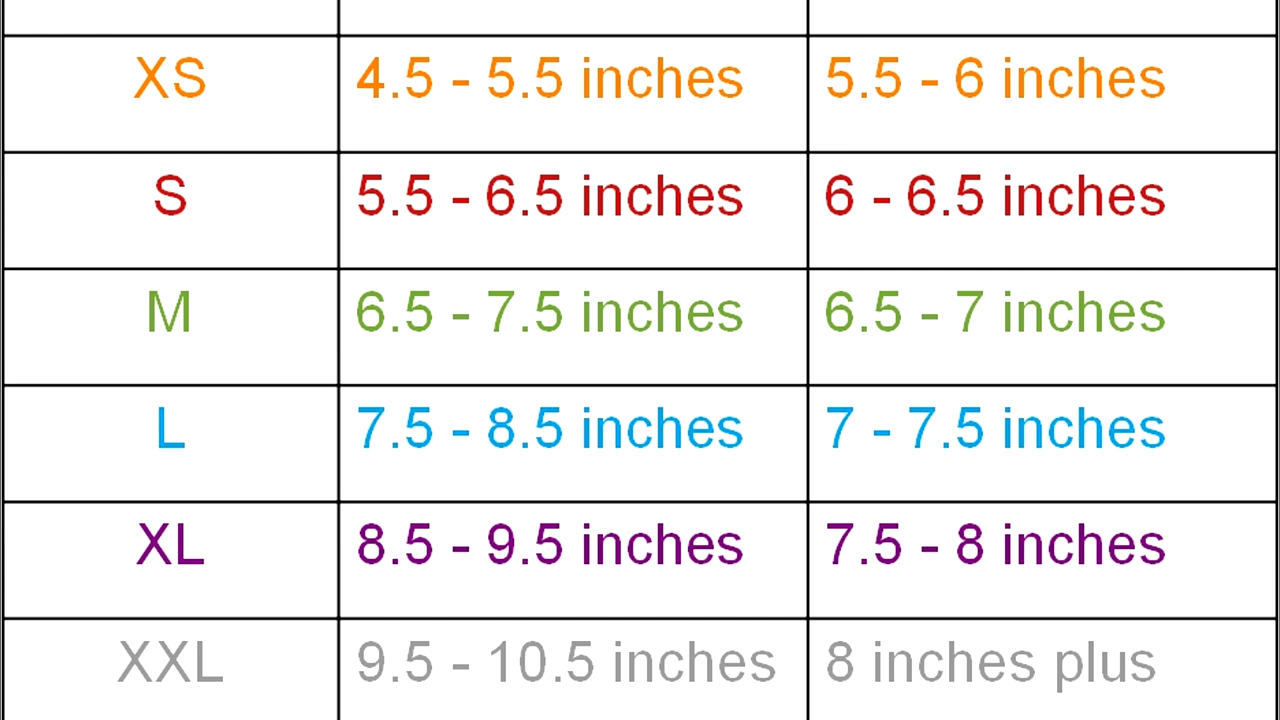 XS 4.5 - 5.5 inches 5.5 - 6 inches
S 5.5 - 6.5 inches 6 - 6.5 inches
M 6.5 - 7.5 inches 6.5 - 7 inches
L 7.5 - 8.5 inches 7 - 7.5 inches
XL 8.5 - 9.5 inches 7.5 - 8 inches
XXL 9.5 - 10.5 inches 8 inches plus